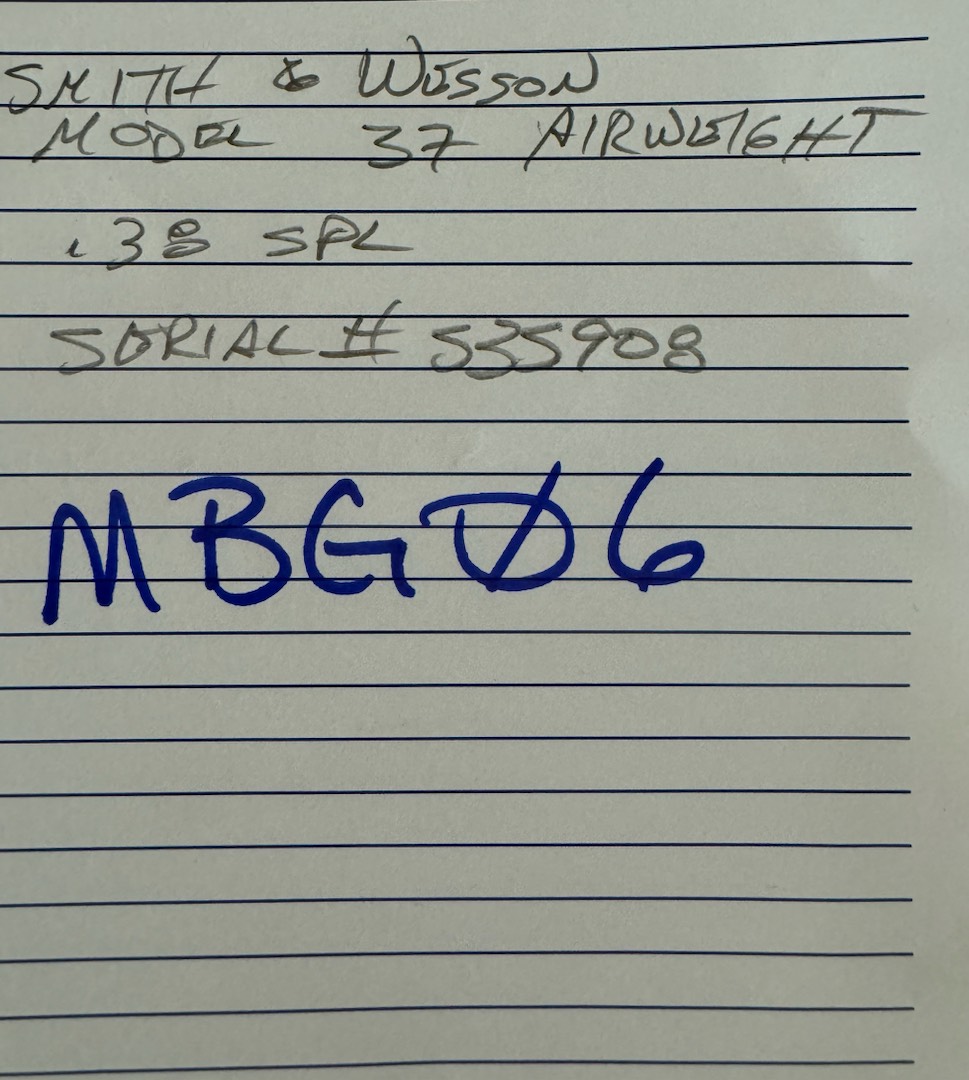 SMITH & WESSON
MODEL 37 AIRWEIGHT
.38 SPL
SERIAL # 535908
MBGØ6